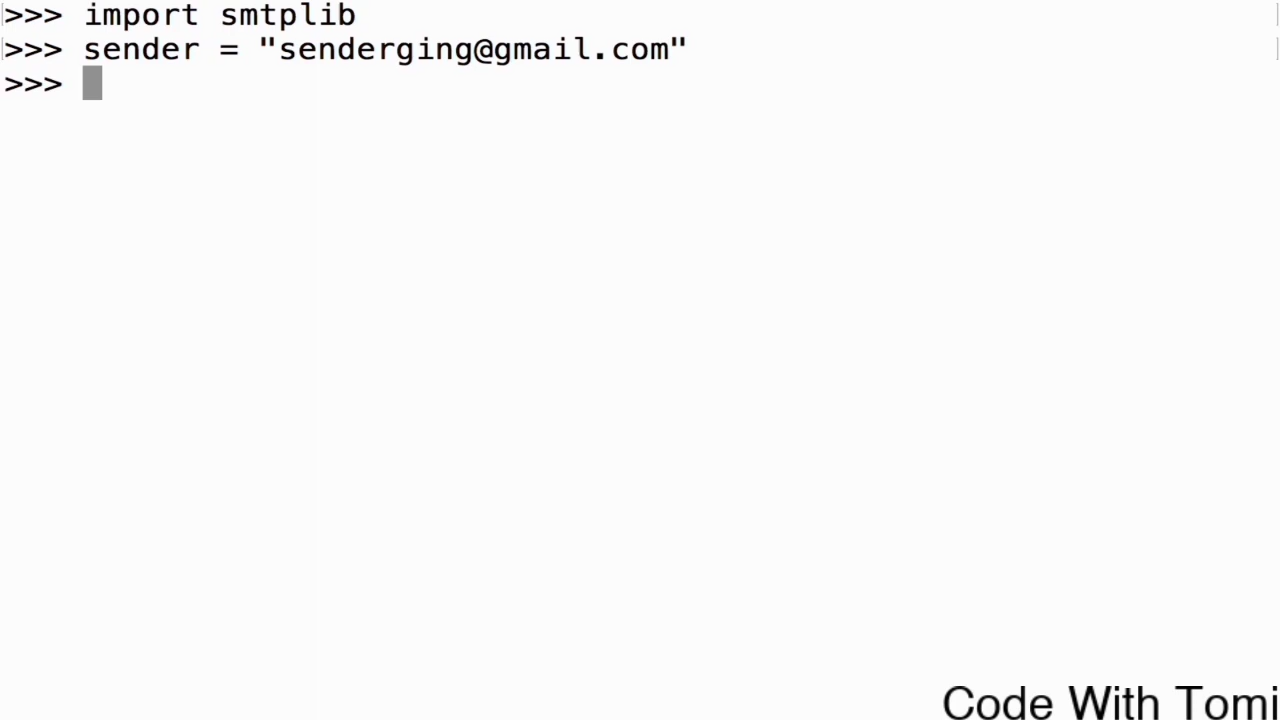 >>> import smtplib
>>> sender = "senderging@gmail.com"
>>>
Code With Tomi